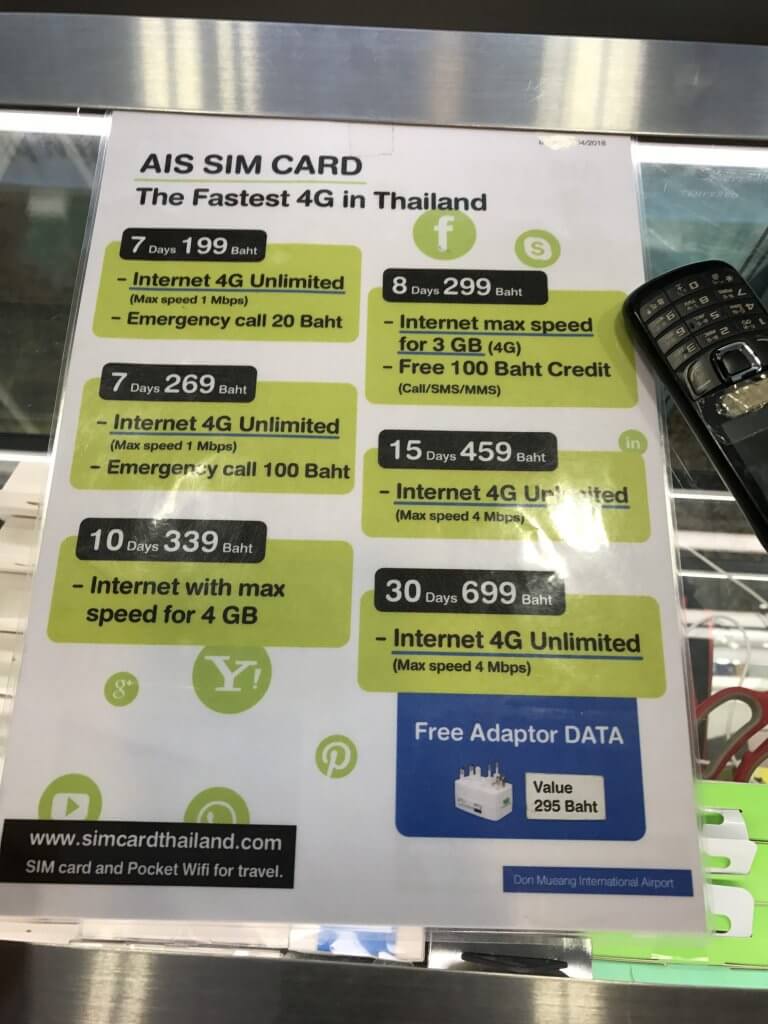 4/2018
AIS SIM CARD
The Fastest 4G in Thailand
7 Days 199 Baht
- Internet 4G Unlimited
(Max speed 1 Mbps)
- Emergency call 20 Baht
7 Days 269 Baht
- Internet 4G Unlimited
(Max speed 1 Mbps)
- Emergency call 100 Baht
10 Days 339 Baht
- Internet with max
speed for 4 GB
8 Days 299 Baht
- Internet max speed
for 3 GB (4G)
- Free 100 Baht Credit
(Call/SMS/MMS)
15 Days 459 Baht
- Internet 4G Unlimited
(Max speed 4 Mbps)
30 Days 699 Baht
- Internet 4G Unlimited
(Max speed 4 Mbps)
f
S
in
g+
Y!
Free Adaptor DATA
Value
295 Baht
www.simcardthailand.com
SIM card and Pocket Wifi for travel.
Don Mueang International Airport